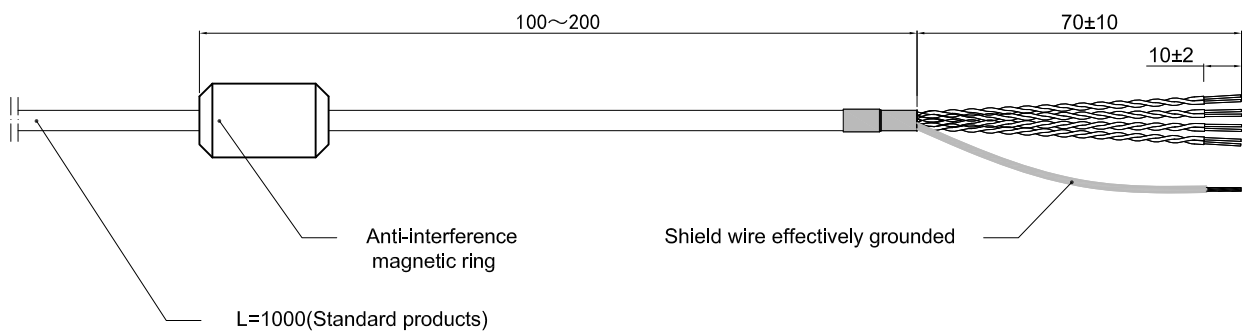 100～200
70±10
10±2
Anti-interference
magnetic ring
Shield wire effectively grounded
L=1000(Standard products)